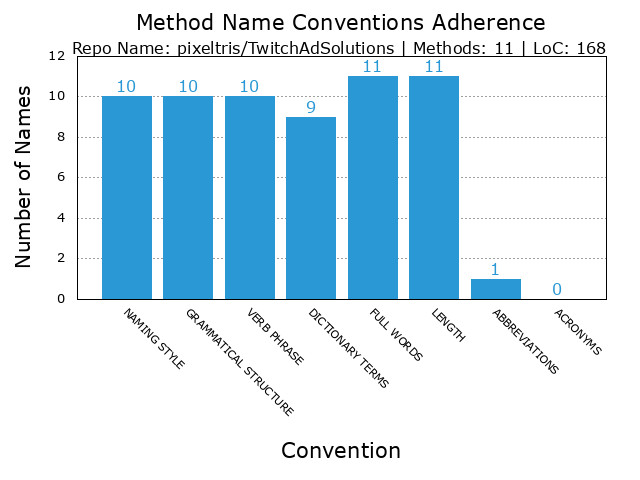 Method Name Conventions Adherence
Repo Name: pixeltris/TwitchAdSolutions | Methods: 11 | LoC: 168
Number of Names
12
10
8
6
4
2
0
10
10
10
9
11
11
1
0
NAMING STYLE
GRAMMATICAL STRUCTURE
VERB PHRASE
DICTIONARY TERMS
FULL WORDS
LENGTH
ABBREVIATIONS
ACRONYMS
Convention